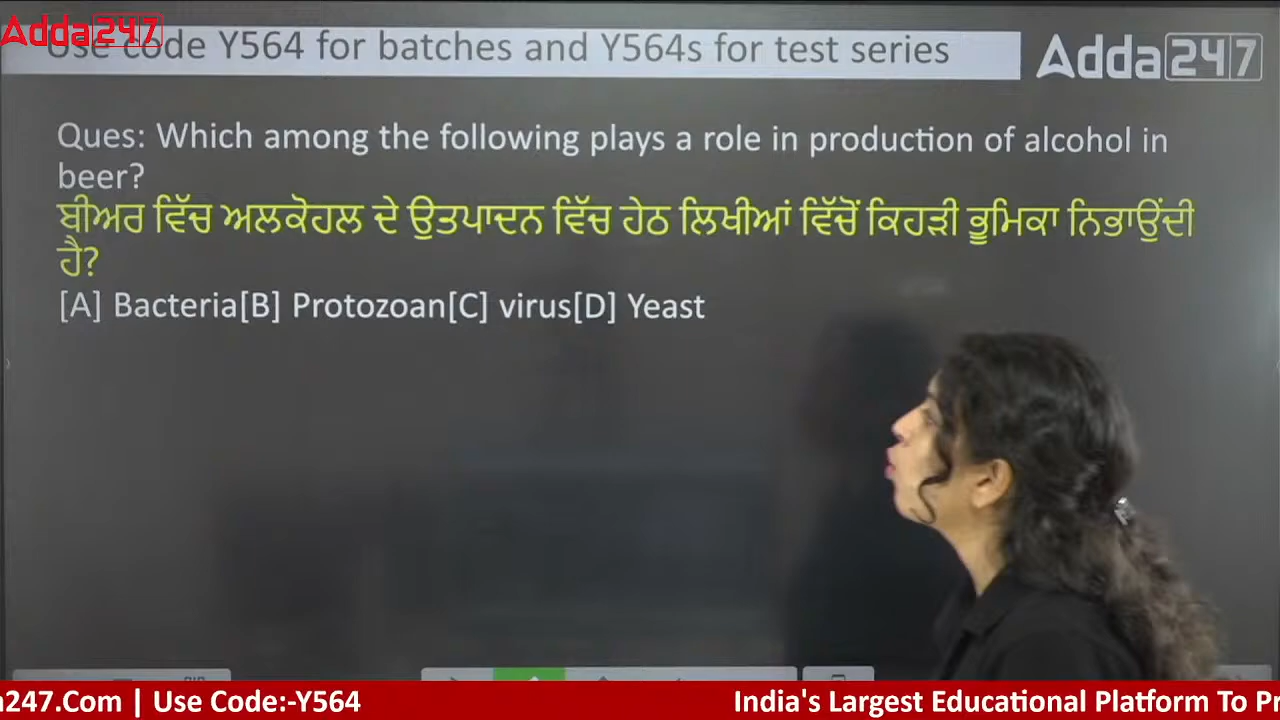 Adda247
Use code Y564 for batches and Y564s for test series
Adda247
Ques: Which among the following plays a role in production of alcohol in
beer?
ਬੀਅਰ ਵਿੱਚ ਅਲਕੋਹਲ ਦੇ ਉਤਪਾਦਨ ਵਿੱਚ ਹੇਠ ਲਿਖੀਆਂ ਵਿੱਚੋਂ ਕਿਹੜੀ ਭੂਮਿਕਾ ਨਿਭਾਉਂਦੀ
ਹੈ?
[A] Bacteria[B] Protozoan[C] virus[D] Yeast
a247.Com | Use Code:-Y564 India's Largest Educational Platform To Pr